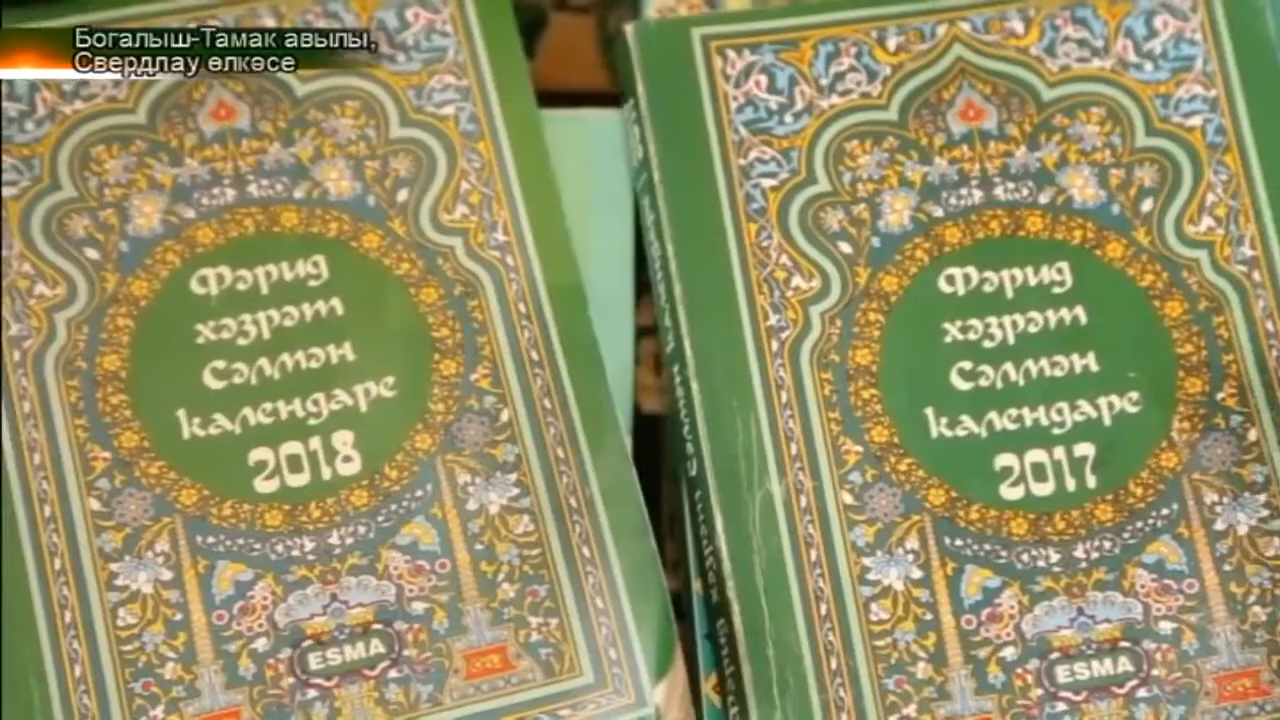 Богалыш-Тамак авылы,
Свердлау өлкәсе
Фәрид
хәзрәт
Сәлмән
календаре
2018
ESMA
Фәрид
хәзрәт
Сәлмән
календаре
2017
ESMA